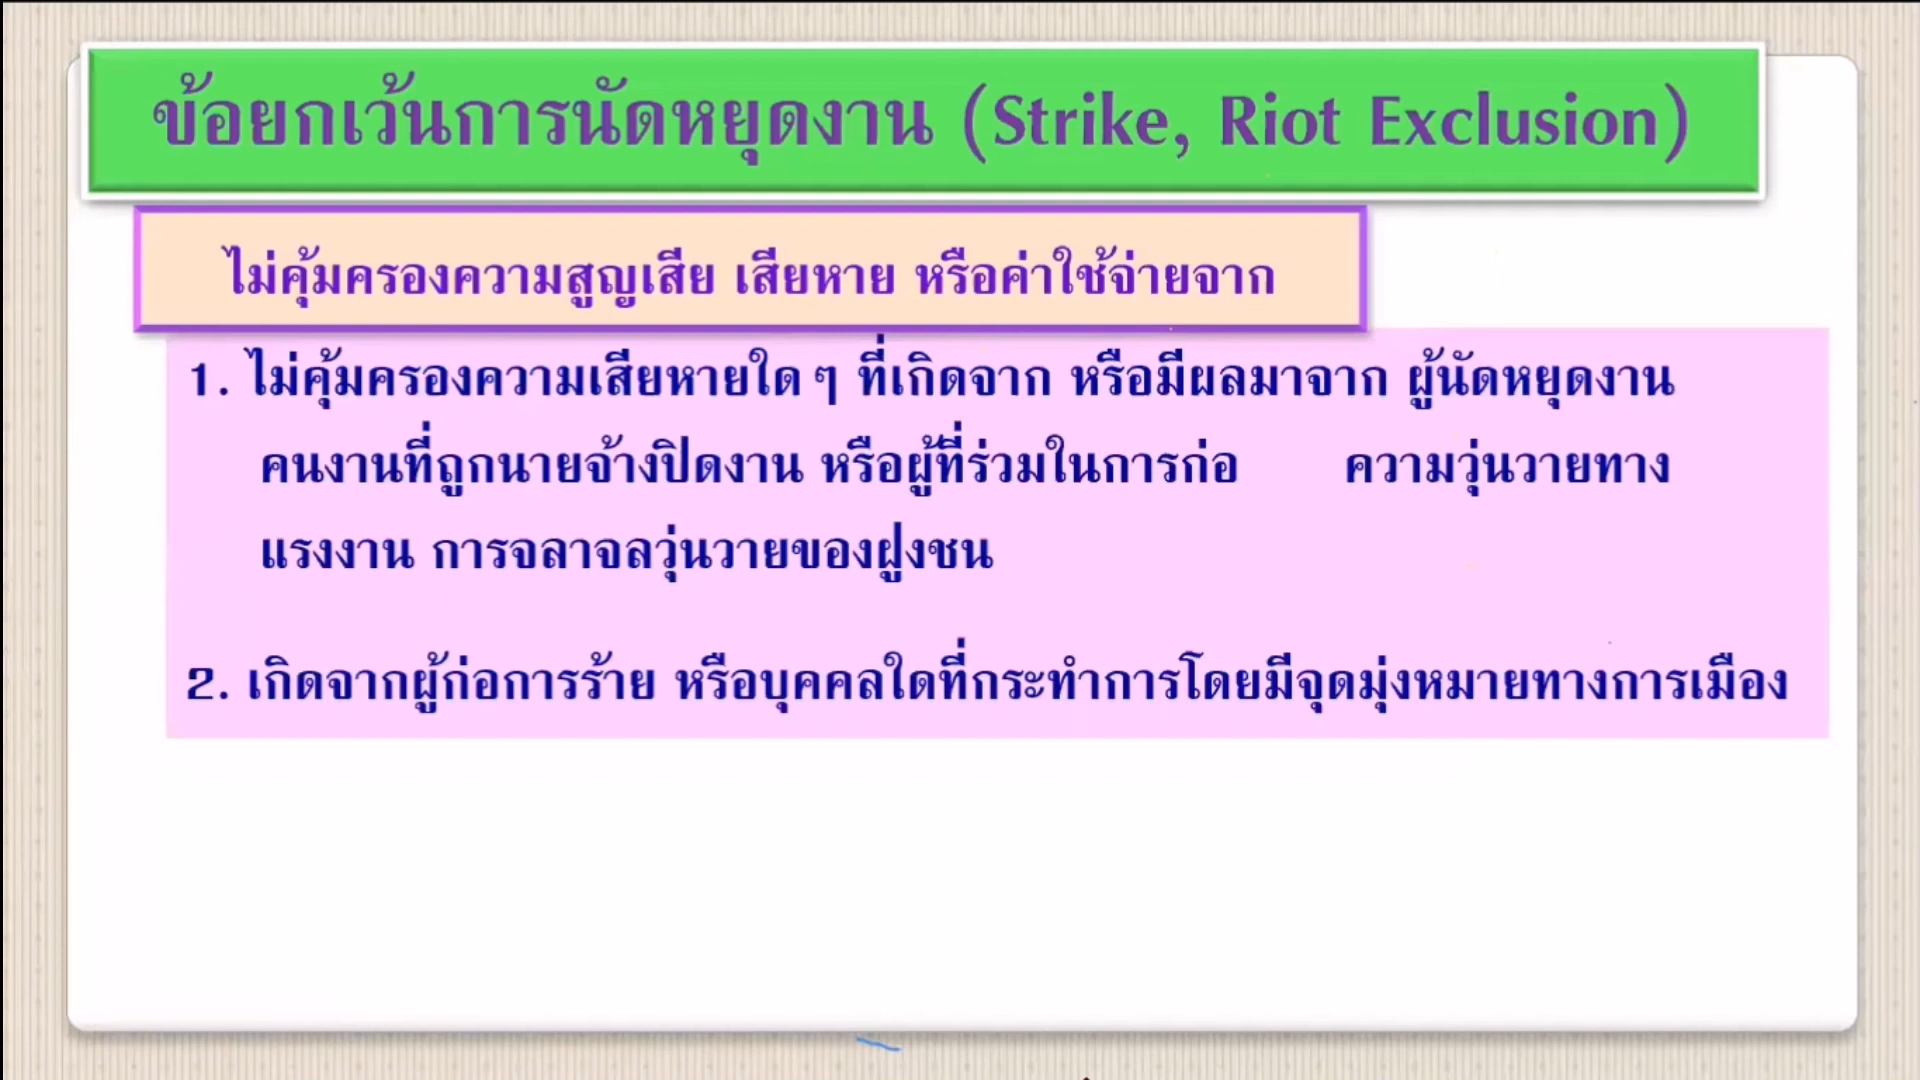 ข้อยกเว้นการนัดหยุดงาน (Strike, Riot Exclusion)
ไม่คุ้มครองความสูญเสีย เสียหาย หรือค่าใช้จ่ายจาก
1. ไม่คุ้มครองความเสียหายใดๆ ที่เกิดจาก หรือมีผลมาจาก ผู้นัดหยุดงาน
คนงานที่ถูกนายจ้างปิดงาน หรือผู้ที่ร่วมในการก่อ ความวุ่นวายทาง
แรงงาน การจลาจลวุ่นวายของฝูงชน
2. เกิดจากผู้ก่อการร้าย หรือบุคคลใดที่กระทำการโดยมีจุดมุ่งหมายทางการเมือง